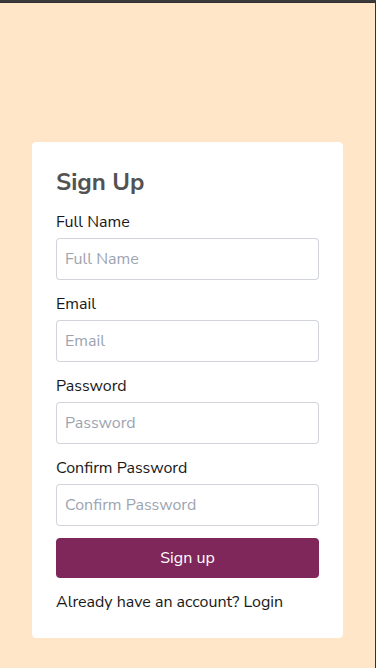 Sign Up
Full Name
Full Name
Email
Email
Password
Password
Confirm Password
Confirm Password
Sign up
Already have an account? Login